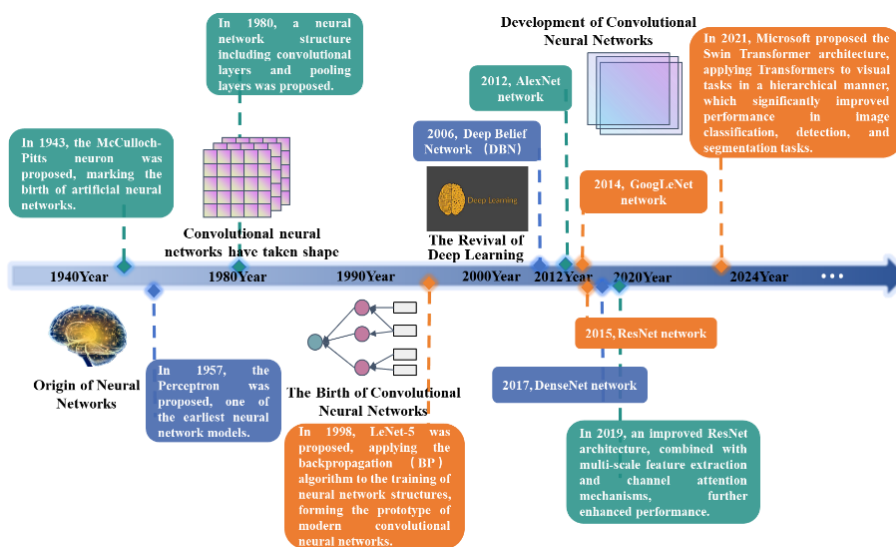 In 1980, a neural
network structure
including convolutional
layers and pooling
layers was proposed.
Development of Convolutional
Neural Networks
In 2021, Microsoft proposed the
Swin Transformer architecture,
applying Transformers to visual
tasks in a hierarchical manner,
which significantly improved
performance in image
classification, detection, and
segmentation tasks.
2012, AlexNet
network
In 1943, the McCulloch-
Pitts neuron was
proposed, marking the
birth of artificial neural
networks.
2006, Deep Belief
Network (DBN)
2014, GoogLeNet
network
Deep Learning
Convolutional neural
networks have taken shape
The Revival of
Deep Learning
1940Year
1980Year
1990Year
2000Year
2012Year
2020Year
2024Year
...
Origin of Neural
Networks
In 1957, the
Perceptron was
proposed, one of
the earliest neural
network models.
The Birth of Convolutional
Neural Networks
In 1998, LeNet-5 was
proposed, applying the
backpropagation (BP)
algorithm to the training of
neural network structures,
forming the prototype of
modern convolutional
neural networks.
2015, ResNet network
2017, DenseNet network
In 2019, an improved ResNet
architecture, combined with
multi-scale feature extraction
and channel attention
mechanisms, further
enhanced performance.